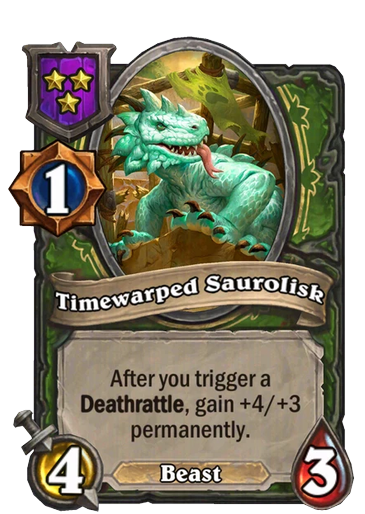 1
Timewarped Saurolisk
After you trigger a
Deathrattle, gain +4/+3
permanently.
4
Beast
3